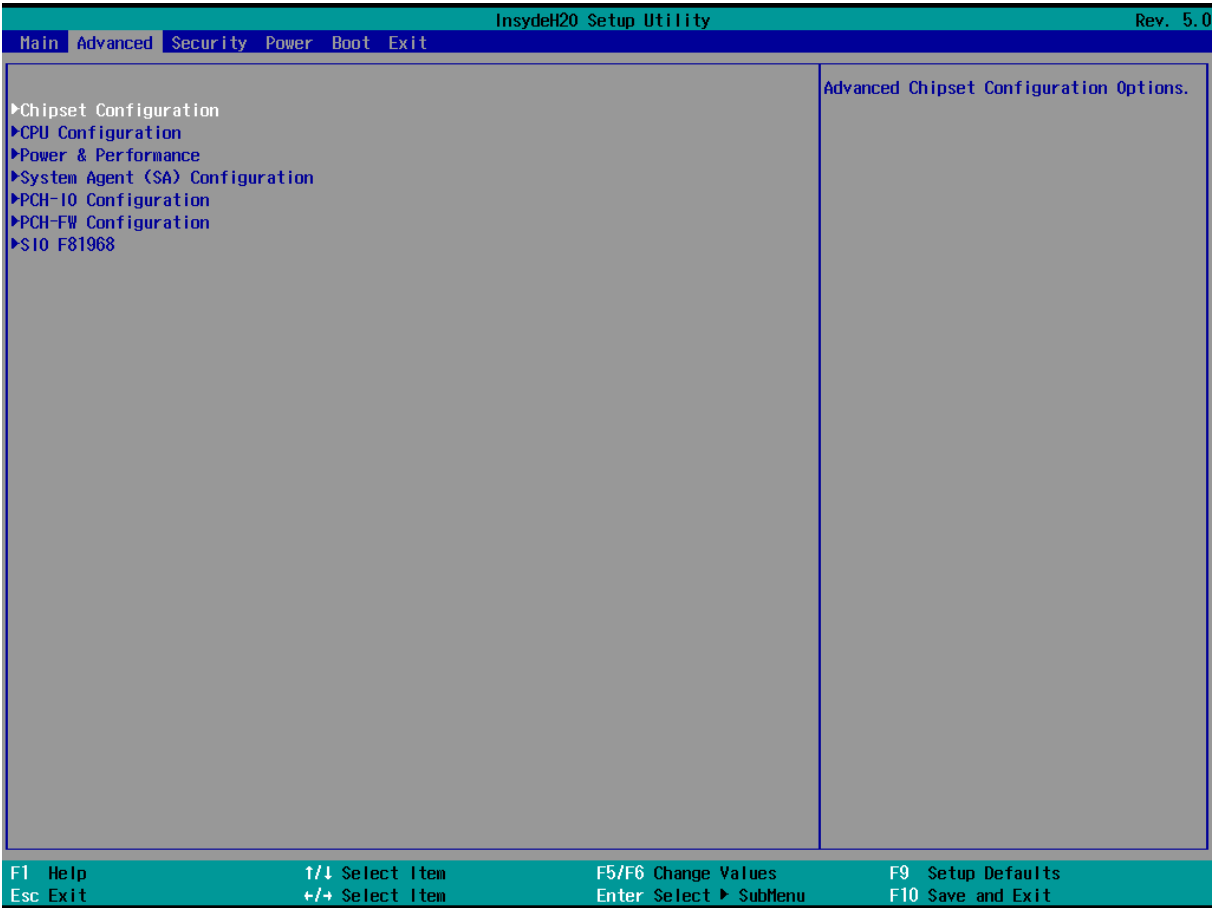 InsydeH20 Setup Utility Rev. 5.0
Main Advanced Security Power Boot Exit
Advanced Chipset Configuration Options.
▶Chipset Configuration
▶CPU Configuration
▶Power & Performance
▶System Agent (SA) Configuration
▶PCH-IO Configuration
▶PCH-FW Configuration
▶SIO F81968
F1 Help ↑/↓ Select Item F5/F6 Change Values F9 Setup Defaults
Esc Exit ←/→ Select Item Enter Select ▶ SubMenu F10 Save and Exit